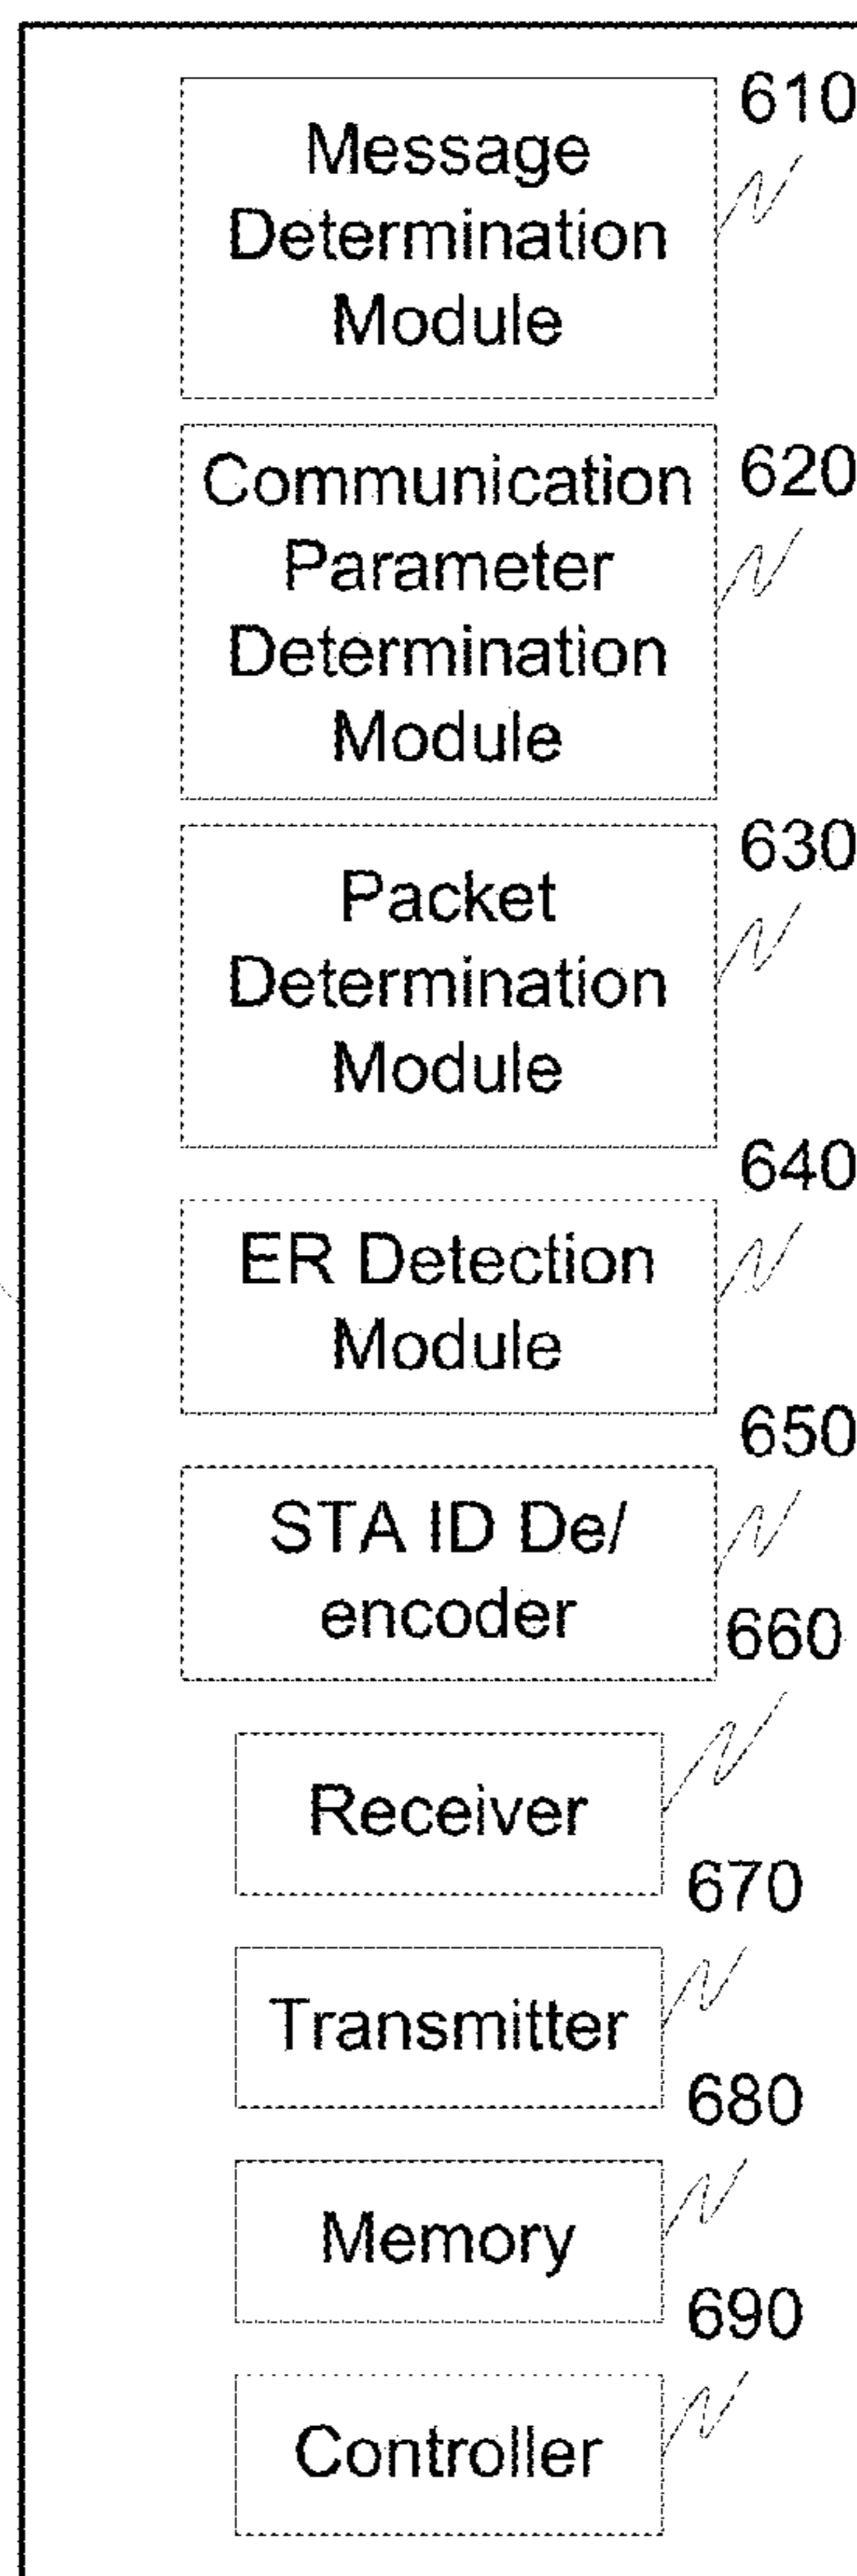 610
Message
Determination
Module
620
Communication
Parameter
Determination
Module
630
Packet
Determination
Module
640
ER Detection
Module
650
STA ID De/
encoder
660
Receiver
670
Transmitter
680
Memory
690
Controller